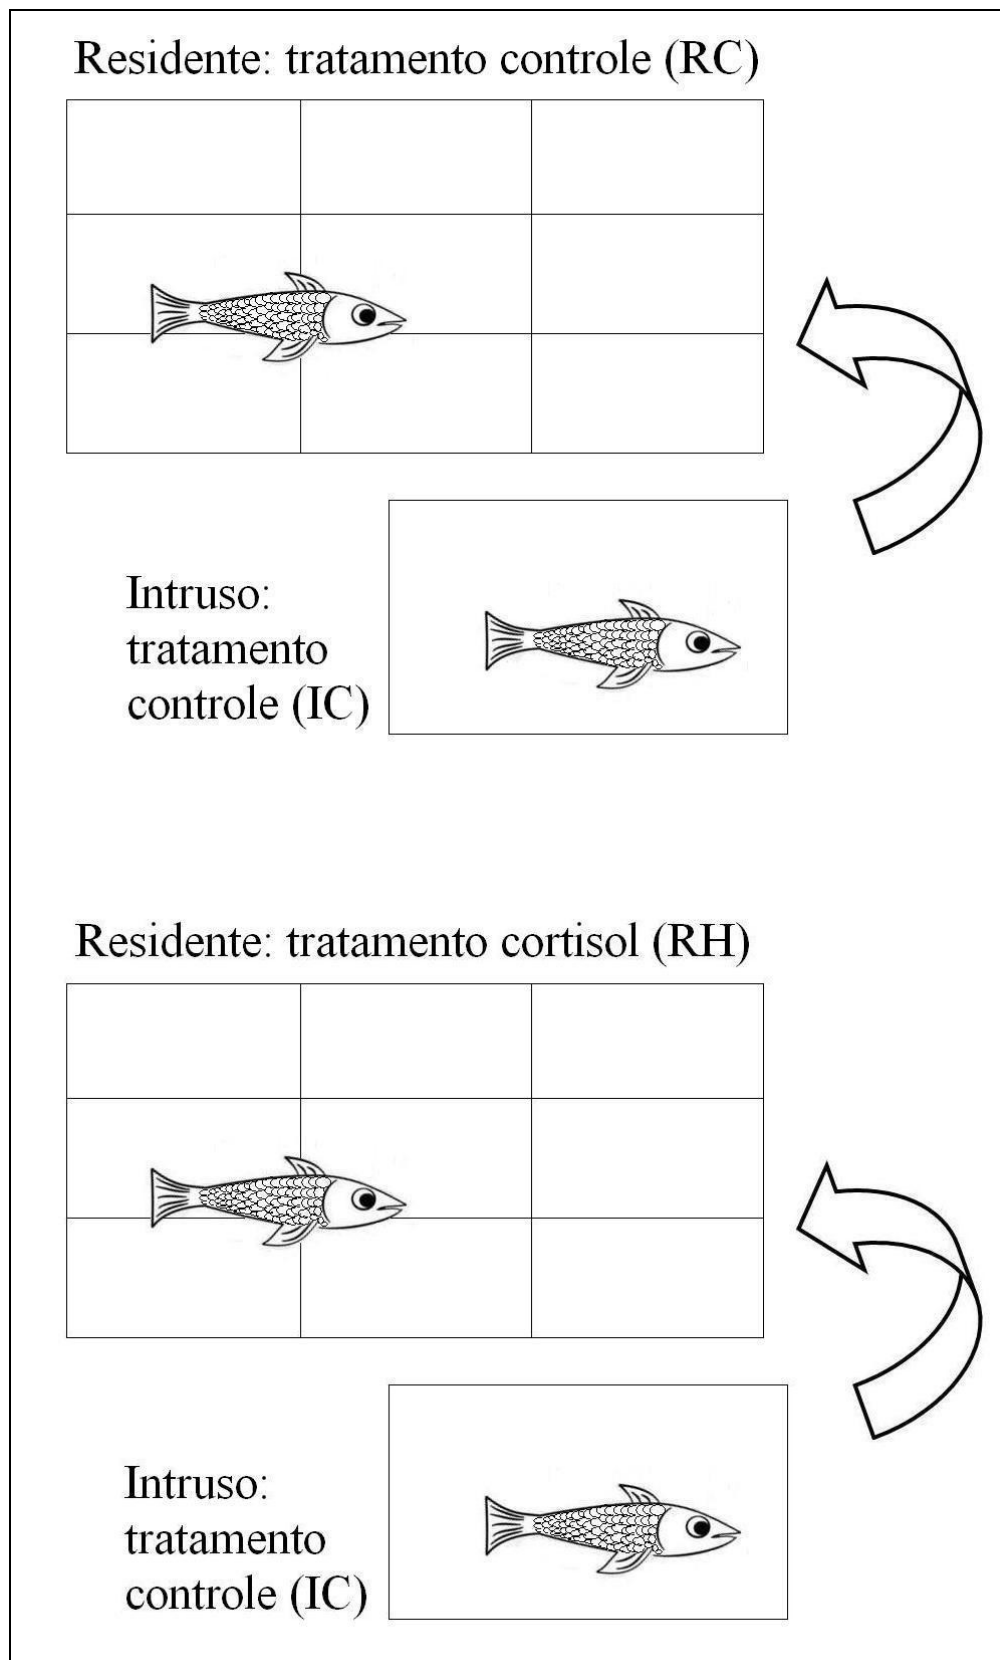 Residente: tratamento controle (RC)
Intruso:
tratamento
controle (IC)
Residente: tratamento cortisol (RH)
Intruso:
tratamento
controle (IC)